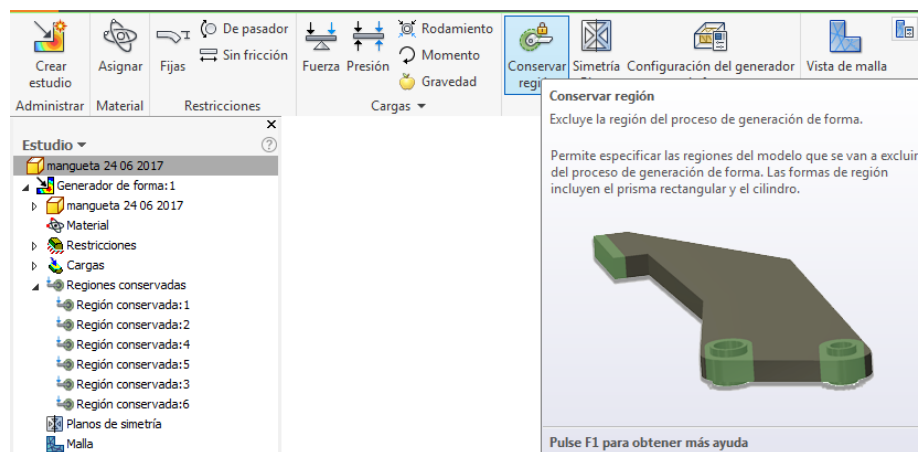 Crear estudio
Asignar
Fijas
De pasador
Sin fricción
Fuerza
Presión
Rodamiento
Momento
Gravedad
Conservar
Simetría
Configuración del generador
Vista de malla
Administrar
Material
Restricciones
Cargas
Estudio
mangueta 24 06 2017
Generador de forma:1
mangueta 24 06 2017
Material
Restricciones
Cargas
Regiones conservadas
Región conservada:1
Región conservada:2
Región conservada:4
Región conservada:5
Región conservada:3
Región conservada:6
Planos de simetría
Malla
Conservar región
Excluye la región del proceso de generación de forma.
Permite especificar las regiones del modelo que se van a excluir
del proceso de generación de forma. Las formas de región
incluyen el prisma rectangular y el cilindro.
Pulse F1 para obtener más ayuda